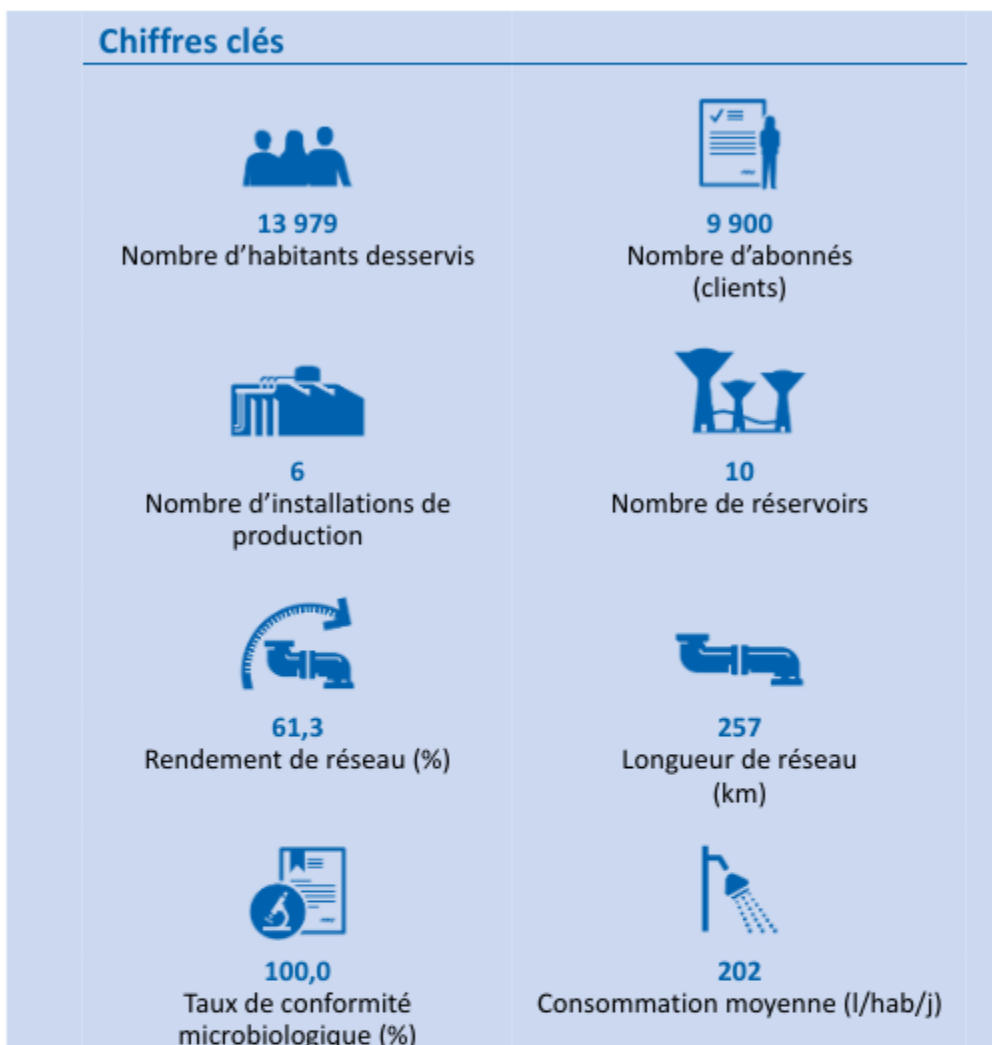 Chiffres clés
13 979
Nombre d’habitants desservis
9 900
Nombre d’abonnés
(clients)
6
Nombre d’installations de
production
10
Nombre de réservoirs
61,3
Rendement de réseau (%)
257
Longueur de réseau
(km)
100,0
Taux de conformité
microbiologique (%)
202
Consommation moyenne (l/hab/j)